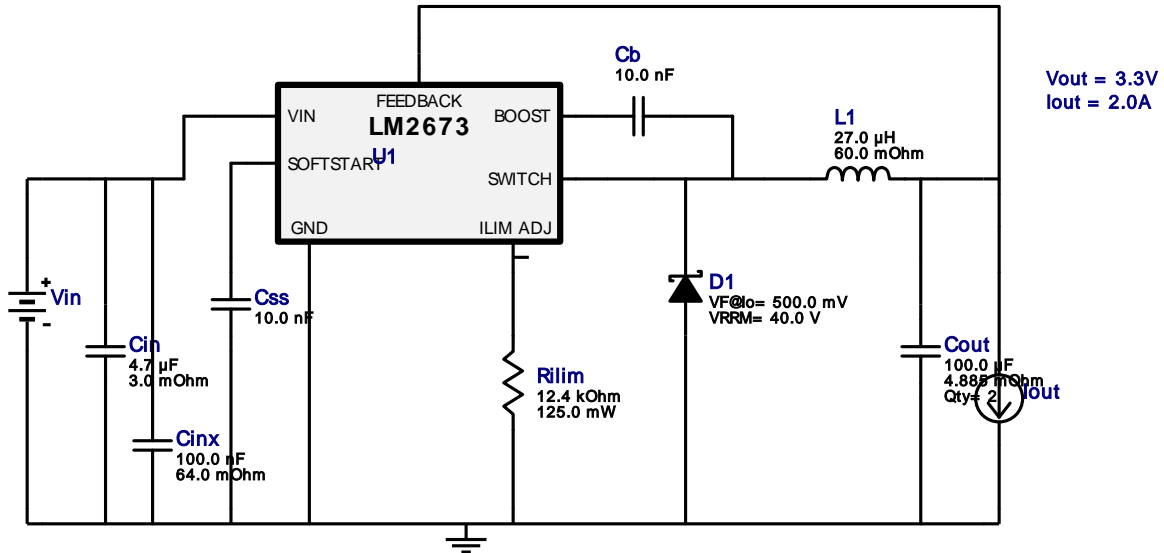 Cb
10.0 nF
Vout = 3.3V
Iout = 2.0A
FEEDBACK
VIN
LM2673
BOOST
L1
27.0 µH
60.0 mOhm
U1
SOFTSTART
SWITCH
GND
ILIM ADJ
+
Vin
-
Css
10.0 nF
D1
VF@Io= 500.0 mV
VRRM= 40.0 V
Cin
4.7 µF
3.0 mOhm
Cout
100.0 µF
4.885 mOhm
Qty= 2
Iout
Rilim
12.4 kOhm
125.0 mW
Cinx
100.0 nF
64.0 mOhm